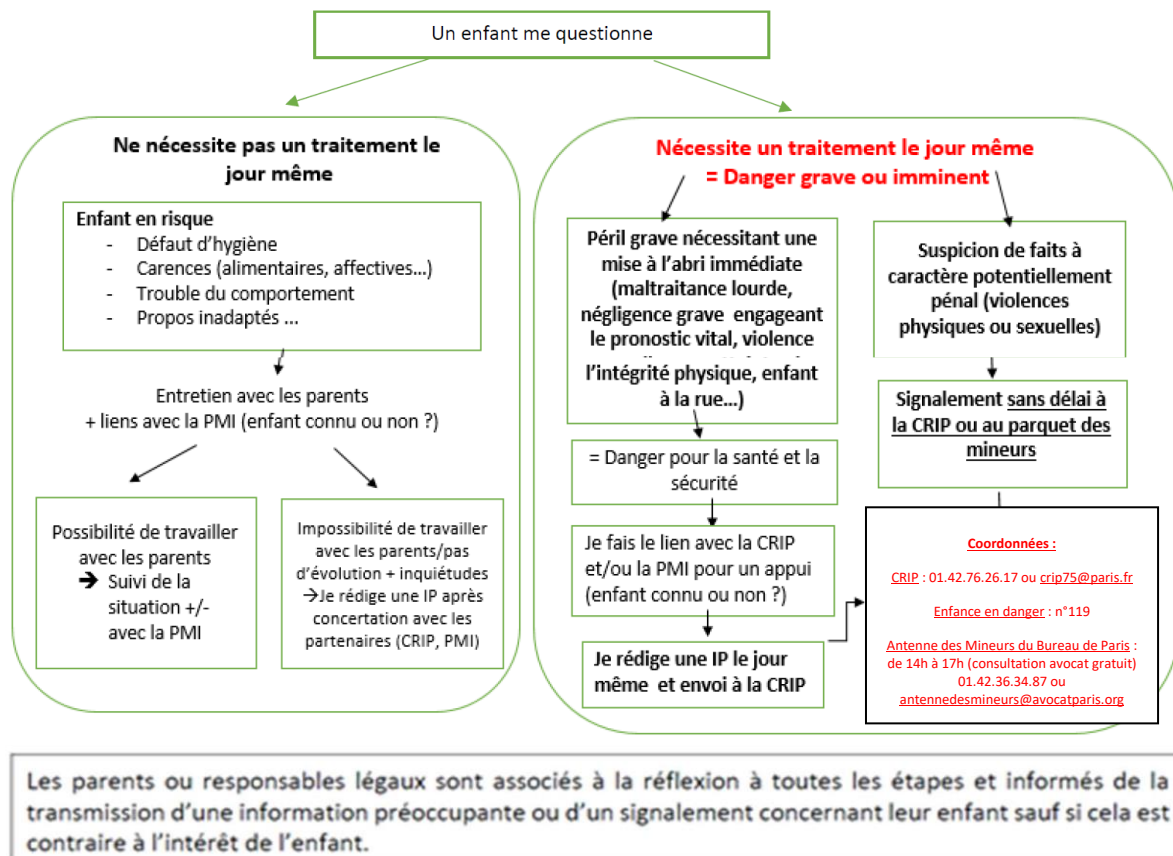 Un enfant me questionne
Ne nécessite pas un traitement le
jour même
Enfant en risque
- Défaut d’hygiène
- Carences (alimentaires, affectives…)
- Trouble du comportement
- Propos inadaptés …
Entretien avec les parents
+ liens avec la PMI (enfant connu ou non ?)
Possibilité de travailler
avec les parents
➔ Suivi de la
situation +/-
avec la PMI
Impossibilité de travailler
avec les parents/pas
d’évolution + inquiétudes
→Je rédige une IP après
concertation avec les
partenaires (CRIP, PMI)
Nécessite un traitement le jour même
= Danger grave ou imminent
Péril grave nécessitant une
mise à l’abri immédiate
(maltraitance lourde,
négligence grave engageant
le pronostic vital, violence
l’intégrité physique, enfant
à la rue…)
= Danger pour la santé et la
sécurité
Je fais le lien avec la CRIP
et/ou la PMI pour un appui
(enfant connu ou non ?)
Je rédige une IP le jour
même et envoi à la CRIP
Suspicion de faits à
caractère potentiellement
pénal (violences
physiques ou sexuelles)
Signalement sans délai à
la CRIP ou au parquet des
mineurs
Coordonnées :
CRIP : 01.42.76.26.17 ou crip75@paris.fr
Enfance en danger : n°119
Antenne des Mineurs du Bureau de Paris :
de 14h à 17h (consultation avocat gratuit)
01.42.36.34.87 ou
antennedesmineurs@avocatparis.org
Les parents ou responsables légaux sont associés à la réflexion à toutes les étapes et informés de la
transmission d’une information préoccupante ou d’un signalement concernant leur enfant sauf si cela est
contraire à l’intérêt de l’enfant.